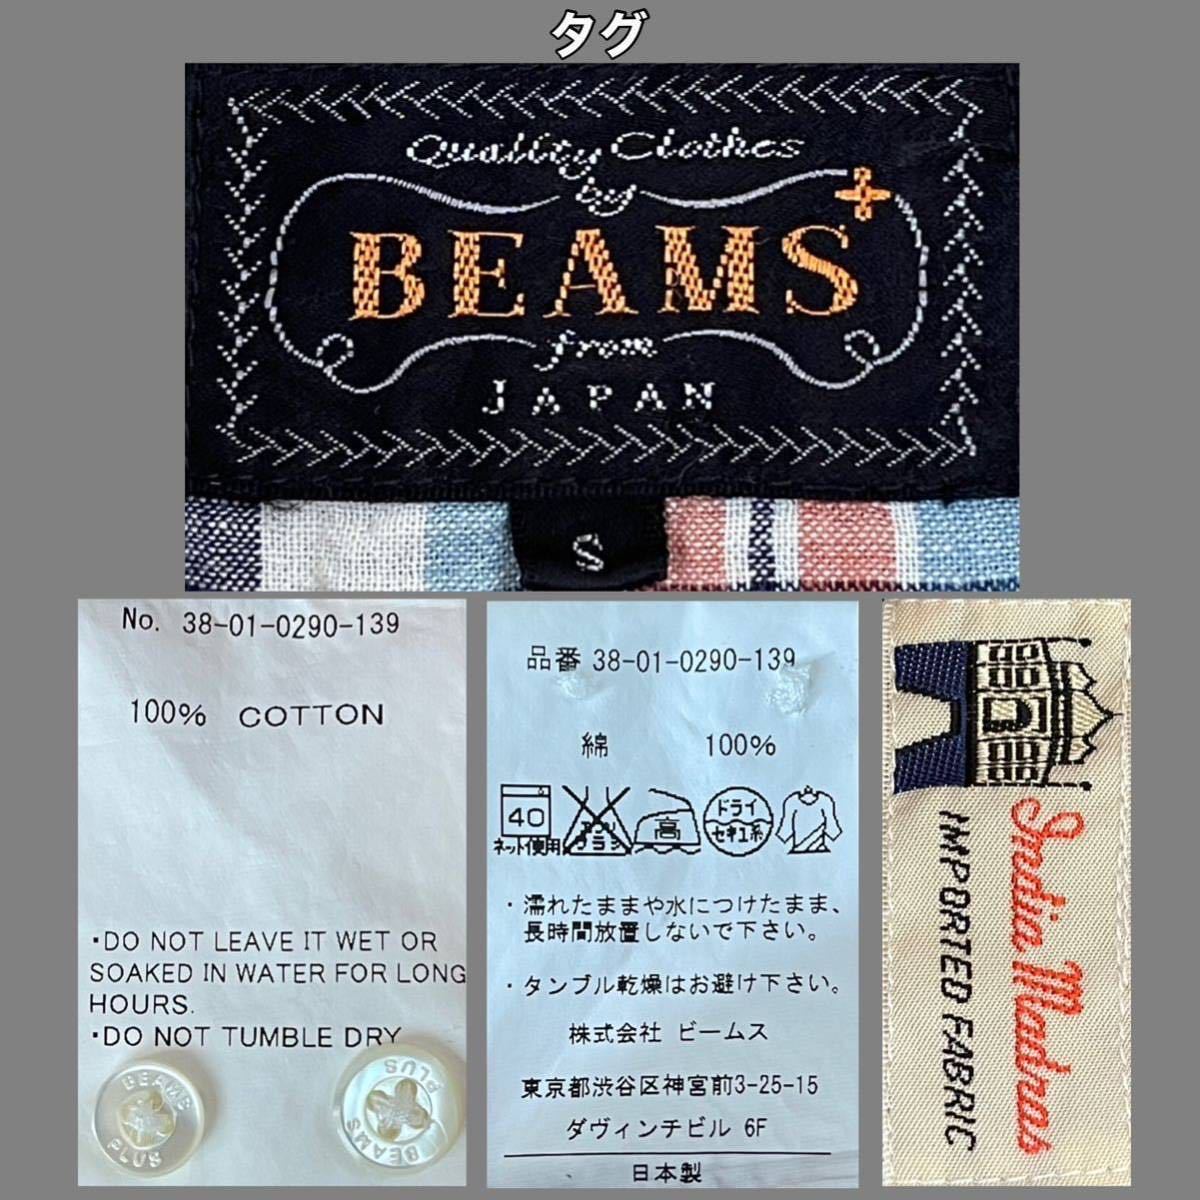 タグ
Quality Clothes
by
BEAMS+
from
JAPAN
S
No. 38-01-0290-139
100% COTTON
･DO NOT LEAVE IT WET OR
SOAKED IN WATER FOR LONG
HOURS.
･DO NOT TUMBLE DRY
BEAMS
PLUS
BEAMS
PLUS
品番 38-01-0290-139
綿 100%
40
ネット使用
エンソ
サラシ
高
ドライ
セキユ系
・濡れたままや水につけたまま、
長時間放置しないで下さい。
・タンブル乾燥はお避け下さい。
株式会社 ビームス
東京都渋谷区神宮前3-25-15
ダヴィンチビル 6F
日本製
India Madras
IMPORTED FABRIC